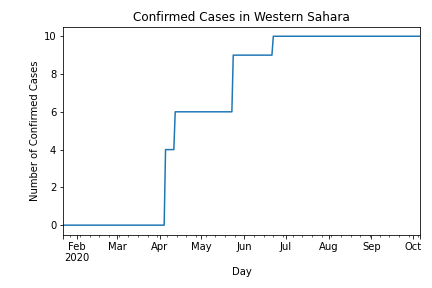 Confirmed Cases in Western Sahara
Number of Confirmed Cases
10
8
6
4
2
0
Feb Mar Apr May Jun Jul Aug Sep Oct
2020
Day